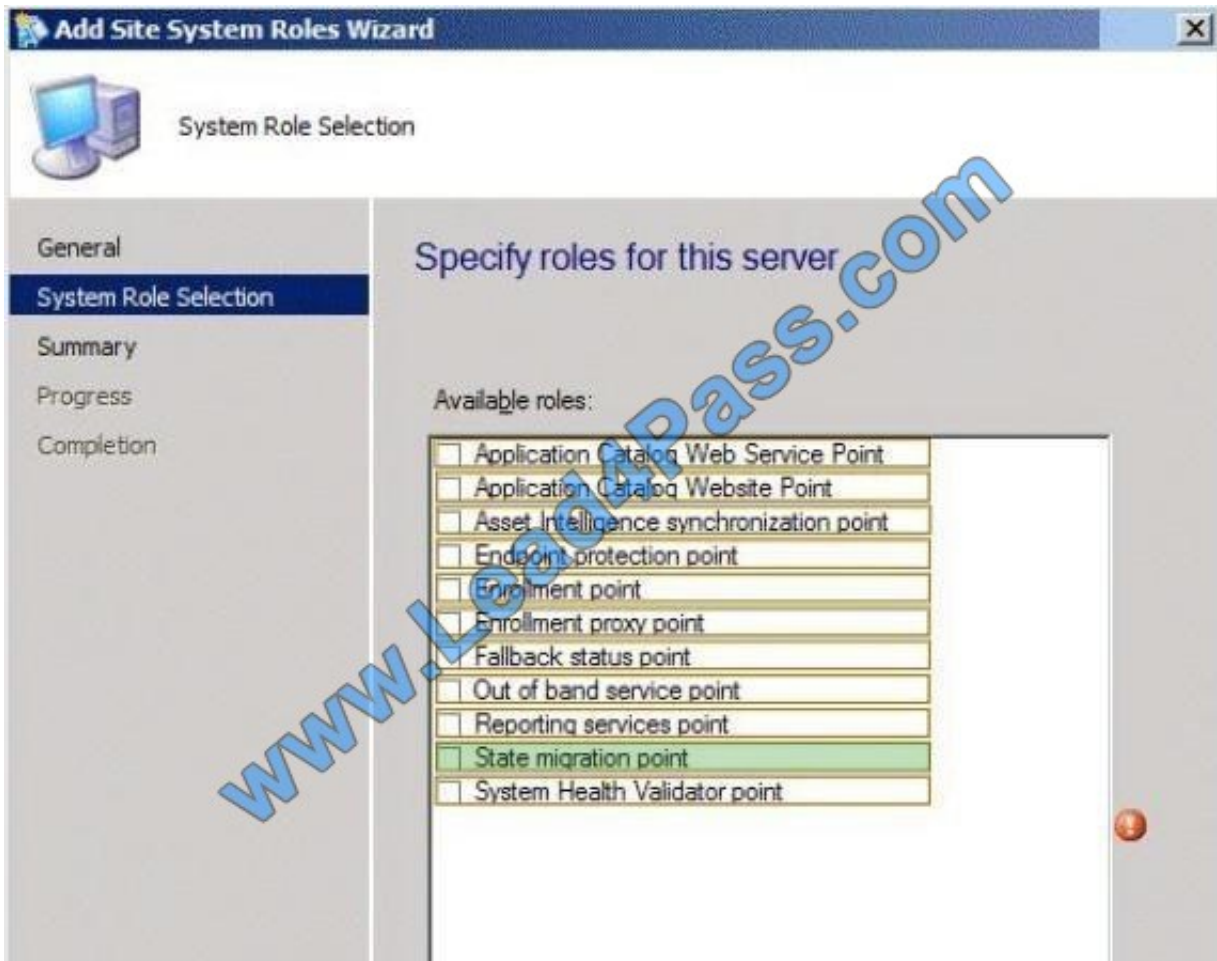 Add Site System Roles Wizard
System Role Selection
General
System Role Selection
Summary
Progress
Completion
Specify roles for this server
Available roles:
Application Catalog Web Service Point
Application Catalog Website Point
Asset Intelligence synchronization point
Endpoint protection point
Enrollment point
Enrollment proxy point
Fallback status point
Out of band service point
Reporting services point
State migration point
System Health Validator point
www.Lead4Pass.com